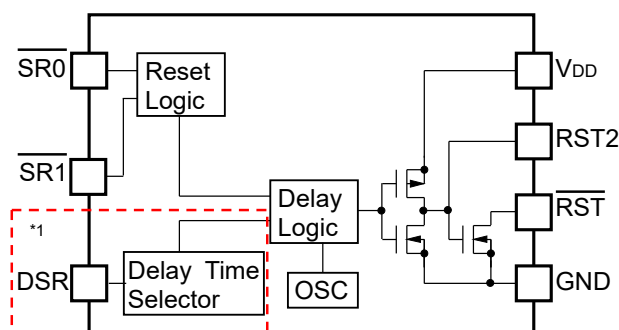 SR0
Reset
Logic
VDD
RST2
SR1
Delay
Logic
RST
*1
DSR
Delay Time
Selector
OSC
GND